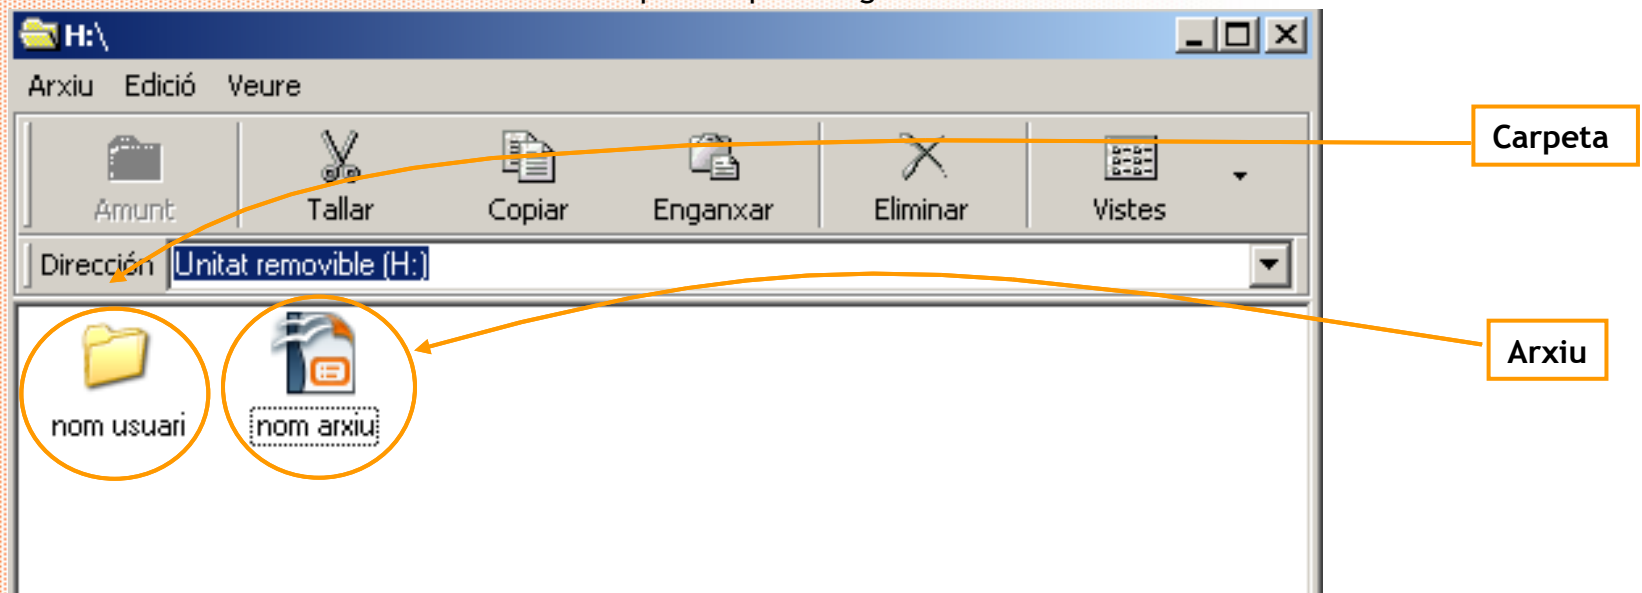 H:\
Arxiu Edició Veure
Carpeta
Amunt Tallar Copiar Enganxar Eliminar Vistes
Dirección Unitat removible (H:)
Arxiu
nom usuari nom arxiu